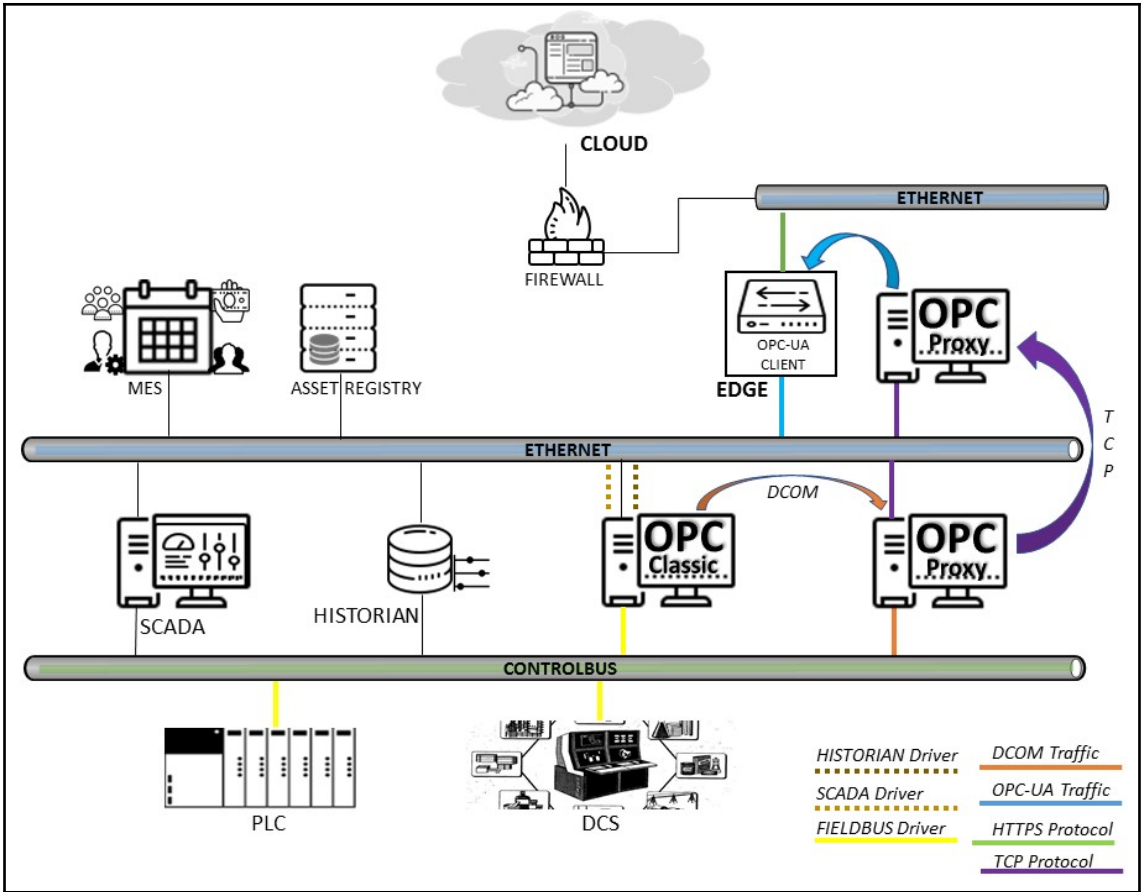 CLOUD
ETHERNET
FIREWALL
OPC
Proxy
OPC-UA
CLIENT
EDGE
MES
ASSET REGISTRY
T
C
P
ETHERNET
DCOM
OPC
Classic
OPC
Proxy
SCADA
HISTORIAN
CONTROLBUS
PLC
DCS
HISTORIAN Driver
DCOM Traffic
SCADA Driver
OPC-UA Traffic
FIELDBUS Driver
HTTPS Protocol
TCP Protocol